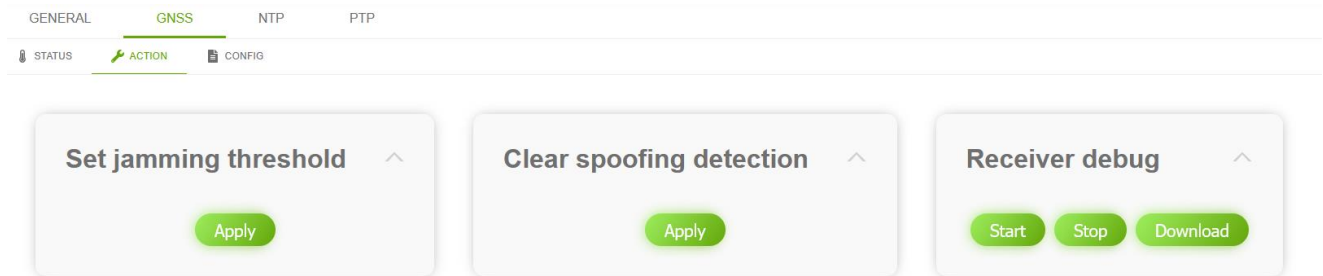 GENERAL GNSS NTP PTP
STATUS ACTION CONFIG
Set jamming threshold
Apply
Clear spoofing detection
Apply
Receiver debug
Start Stop Download